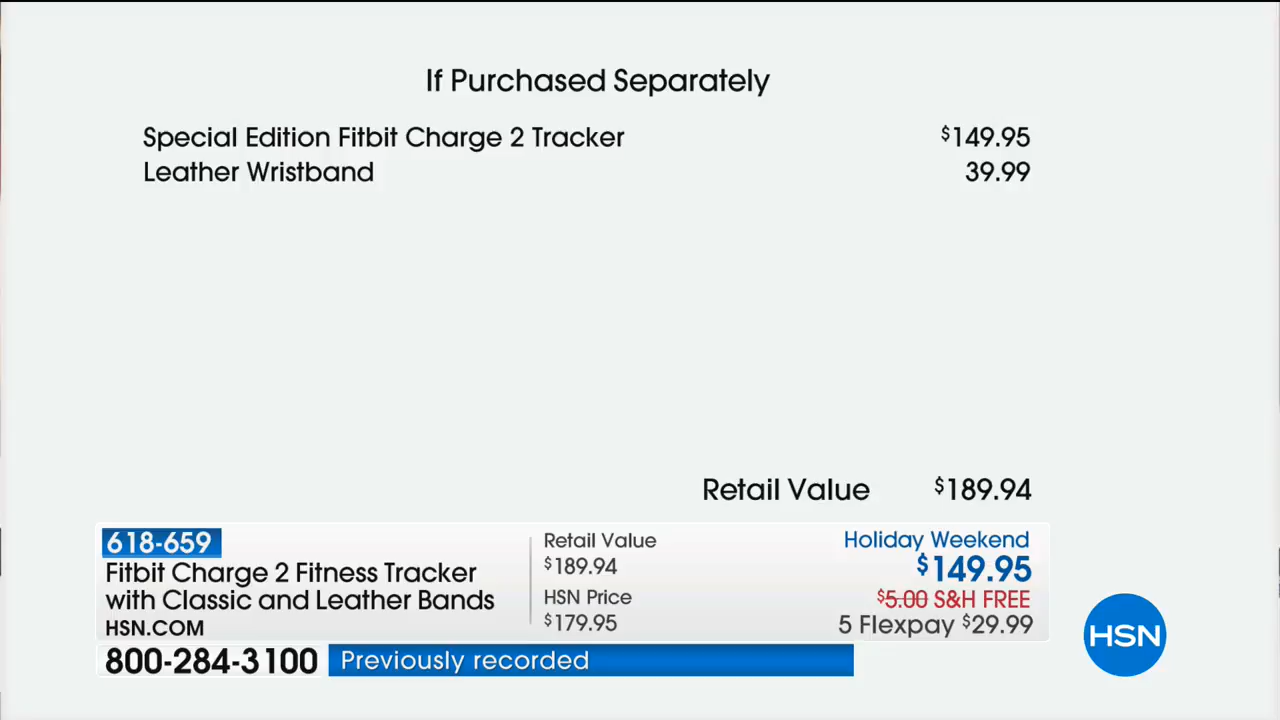 If Purchased Separately
Special Edition Fitbit Charge 2 Tracker $149.95
Leather Wristband 39.99
Retail Value $189.94
618-659
Fitbit Charge 2 Fitness Tracker
with Classic and Leather Bands
HSN.COM
Retail Value
$189.94
HSN Price
$179.95
Holiday Weekend
$149.95
$5.00 S&H FREE
5 Flexpay $29.99
800-284-3100 Previously recorded
HSN